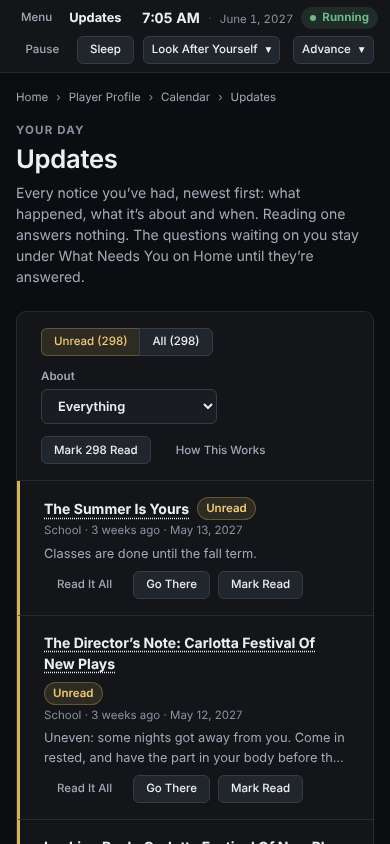 Menu Updates 7:05 AM · June 1, 2027 Running
Pause Sleep Look After Yourself ▾ Advance ▾
Home › Player Profile › Calendar › Updates
YOUR DAY
Updates
Every notice you’ve had, newest first: what
happened, what it’s about and when. Reading one
answers nothing. The questions waiting on you stay
under What Needs You on Home until they’re
answered.
Unread (298) All (298)
About
Everything
Mark 298 Read How This Works
The Summer Is Yours Unread
School · 3 weeks ago · May 13, 2027
Classes are done until the fall term.
Read It All Go There Mark Read
The Director’s Note: Carlotta Festival Of
New Plays
Unread
School · 3 weeks ago · May 12, 2027
Uneven: some nights got away from you. Come in
rested, and have the part in your body before th…
Read It All Go There Mark Read